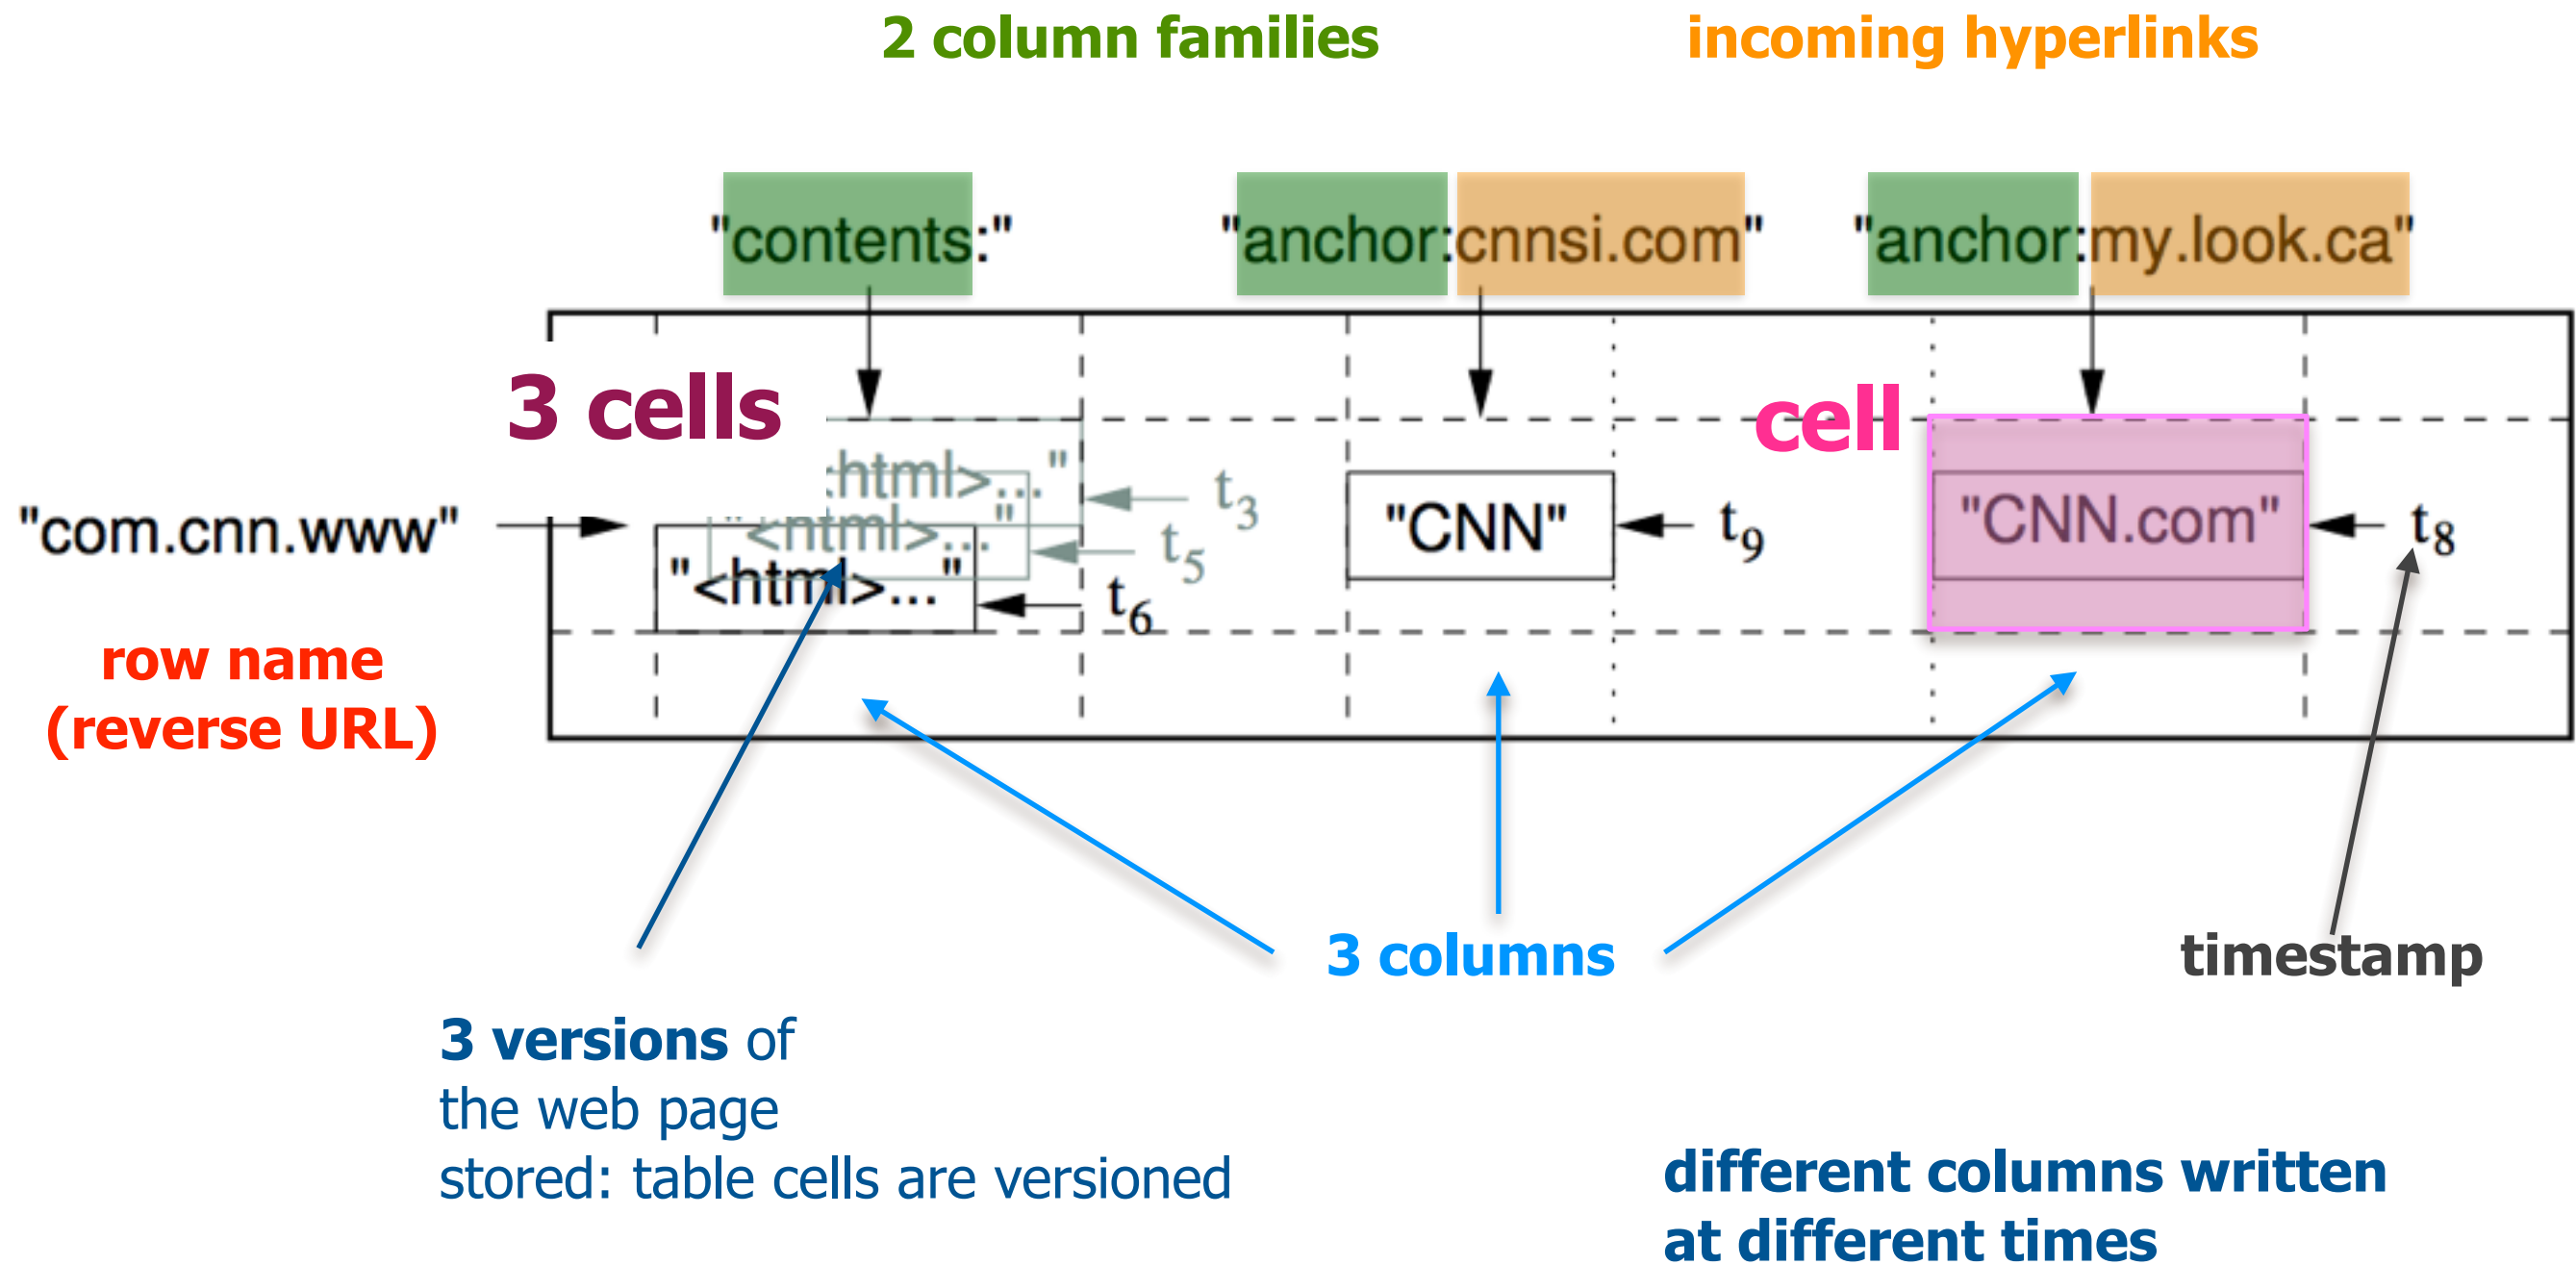 2 column families
incoming hyperlinks
"contents:"
"anchor:cnnsi.com"
"anchor:my.look.ca"
3 cells
cell
<html>..."
t3
"<html>..."
t5
"<html>..."
t6
"com.cnn.www"
"CNN"
t9
"CNN.com"
t8
row name
(reverse URL)
3 columns
timestamp
3 versions of
the web page
stored: table cells are versioned
different columns written
at different times